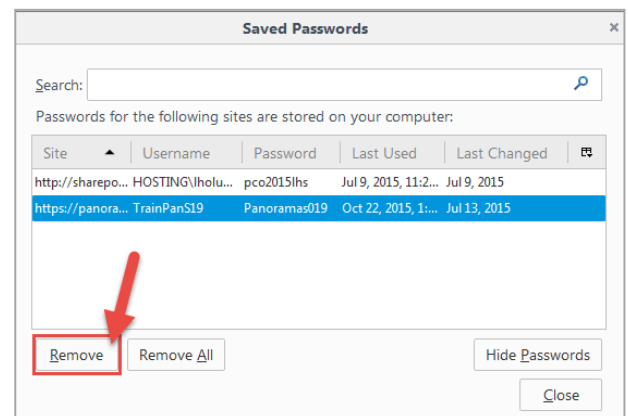 Saved Passwords
Search:
Passwords for the following sites are stored on your computer:
Site Username Password Last Used Last Changed
http://sharepo... HOSTING\lholu... pco2015lhs Jul 9, 2015, 11:2... Jul 9, 2015
https://panora... TrainPanS19 Panoramas019 Oct 22, 2015, 1:... Jul 13, 2015
Remove Remove All Hide Passwords
Close